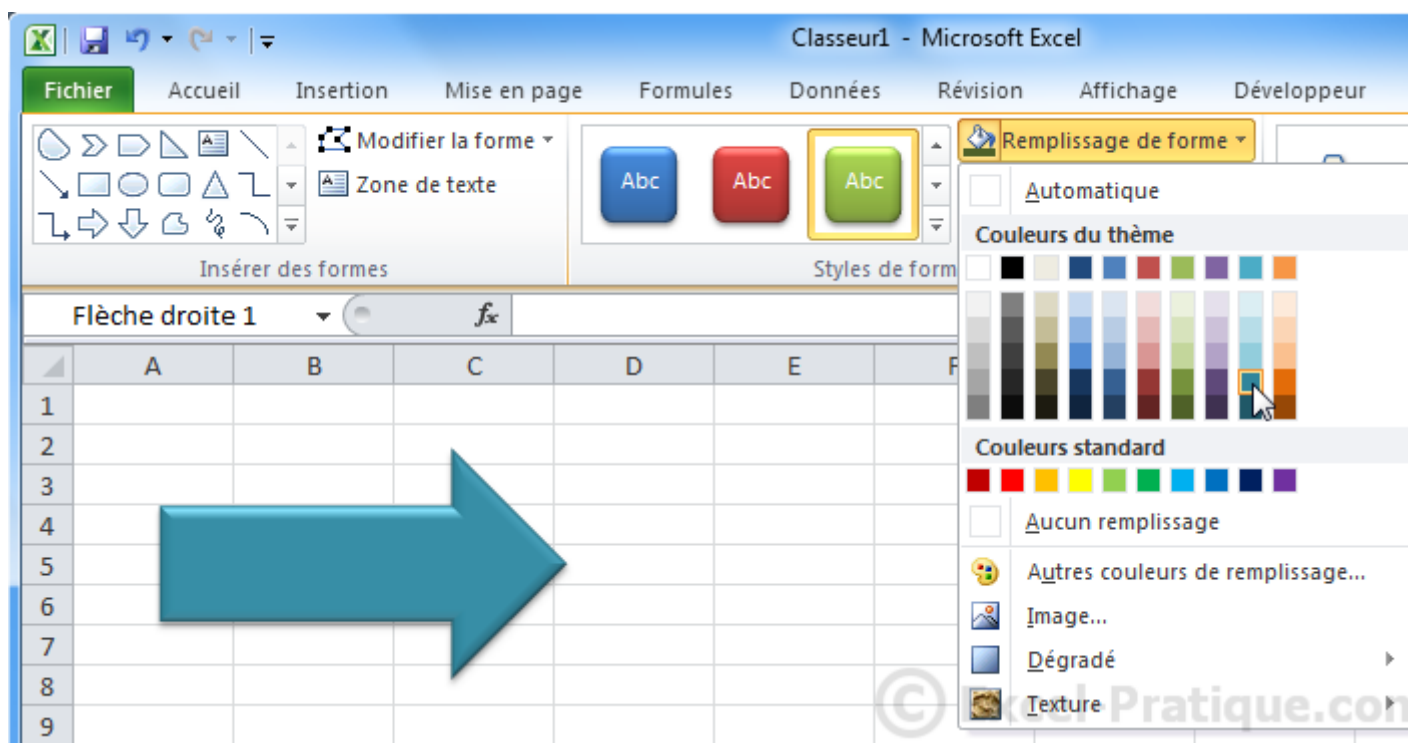 Classeur1 - Microsoft Excel
Fichier Accueil Insertion Mise en page Formules Données Révision Affichage Développeur
Modifier la forme
Zone de texte
Abc Abc Abc
Remplissage de forme
Insérer des formes
Styles de form
Automatique
Couleurs du thème
Couleurs standard
Aucun remplissage
Autres couleurs de remplissage...
Image...
Dégradé
Texture
Flèche droite 1 fx
A B C D E F
1
2
3
4
5
6
7
8
9
© Excel-Pratique.com